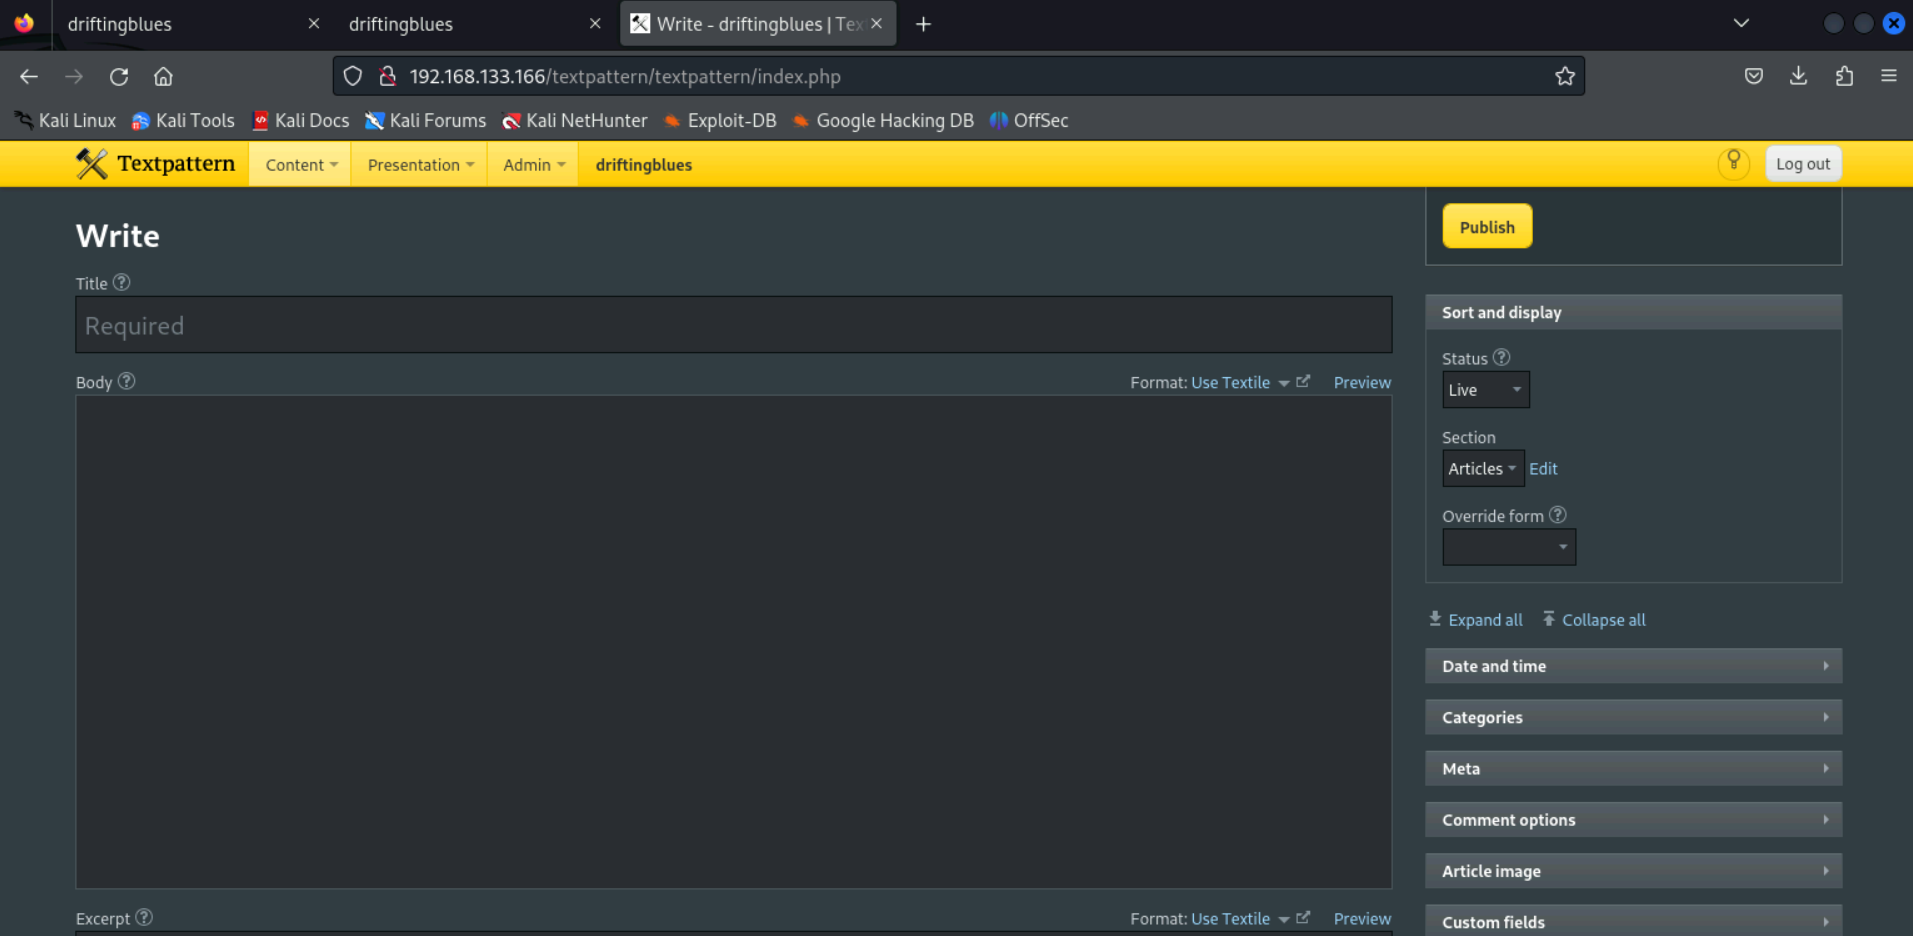 driftingblues
driftingblues
Write - driftingblues | Tex
192.168.133.166/textpattern/textpattern/index.php
Kali Linux Kali Tools Kali Docs Kali Forums Kali NetHunter Exploit-DB Google Hacking DB OffSec
Textpattern Content Presentation Admin driftingblues Log out
Write
Publish
Title
Required
Sort and display
Status
Live
Body Format: Use Textile Preview
Section
Articles Edit
Override form
Expand all Collapse all
Date and time
Categories
Meta
Comment options
Article image
Custom fields
Excerpt Format: Use Textile Preview